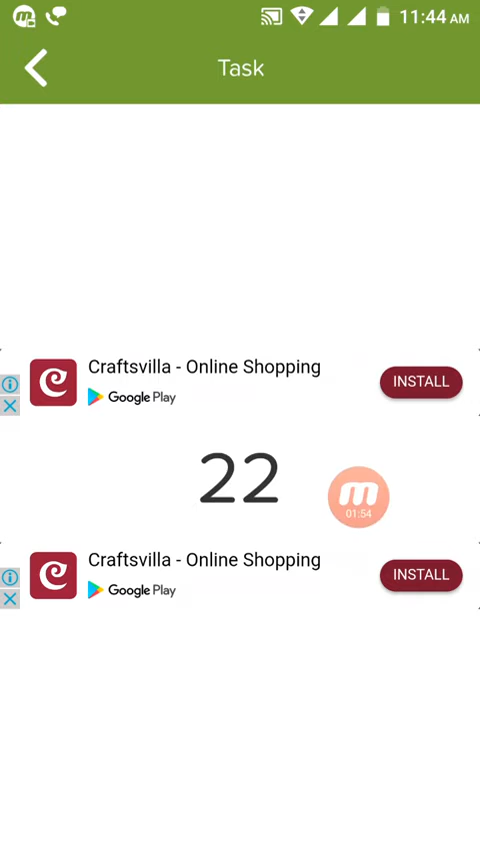 11:44 AM
Task
Craftsvilla - Online Shopping
Google Play
INSTALL
22
01:54
Craftsvilla - Online Shopping
Google Play
INSTALL